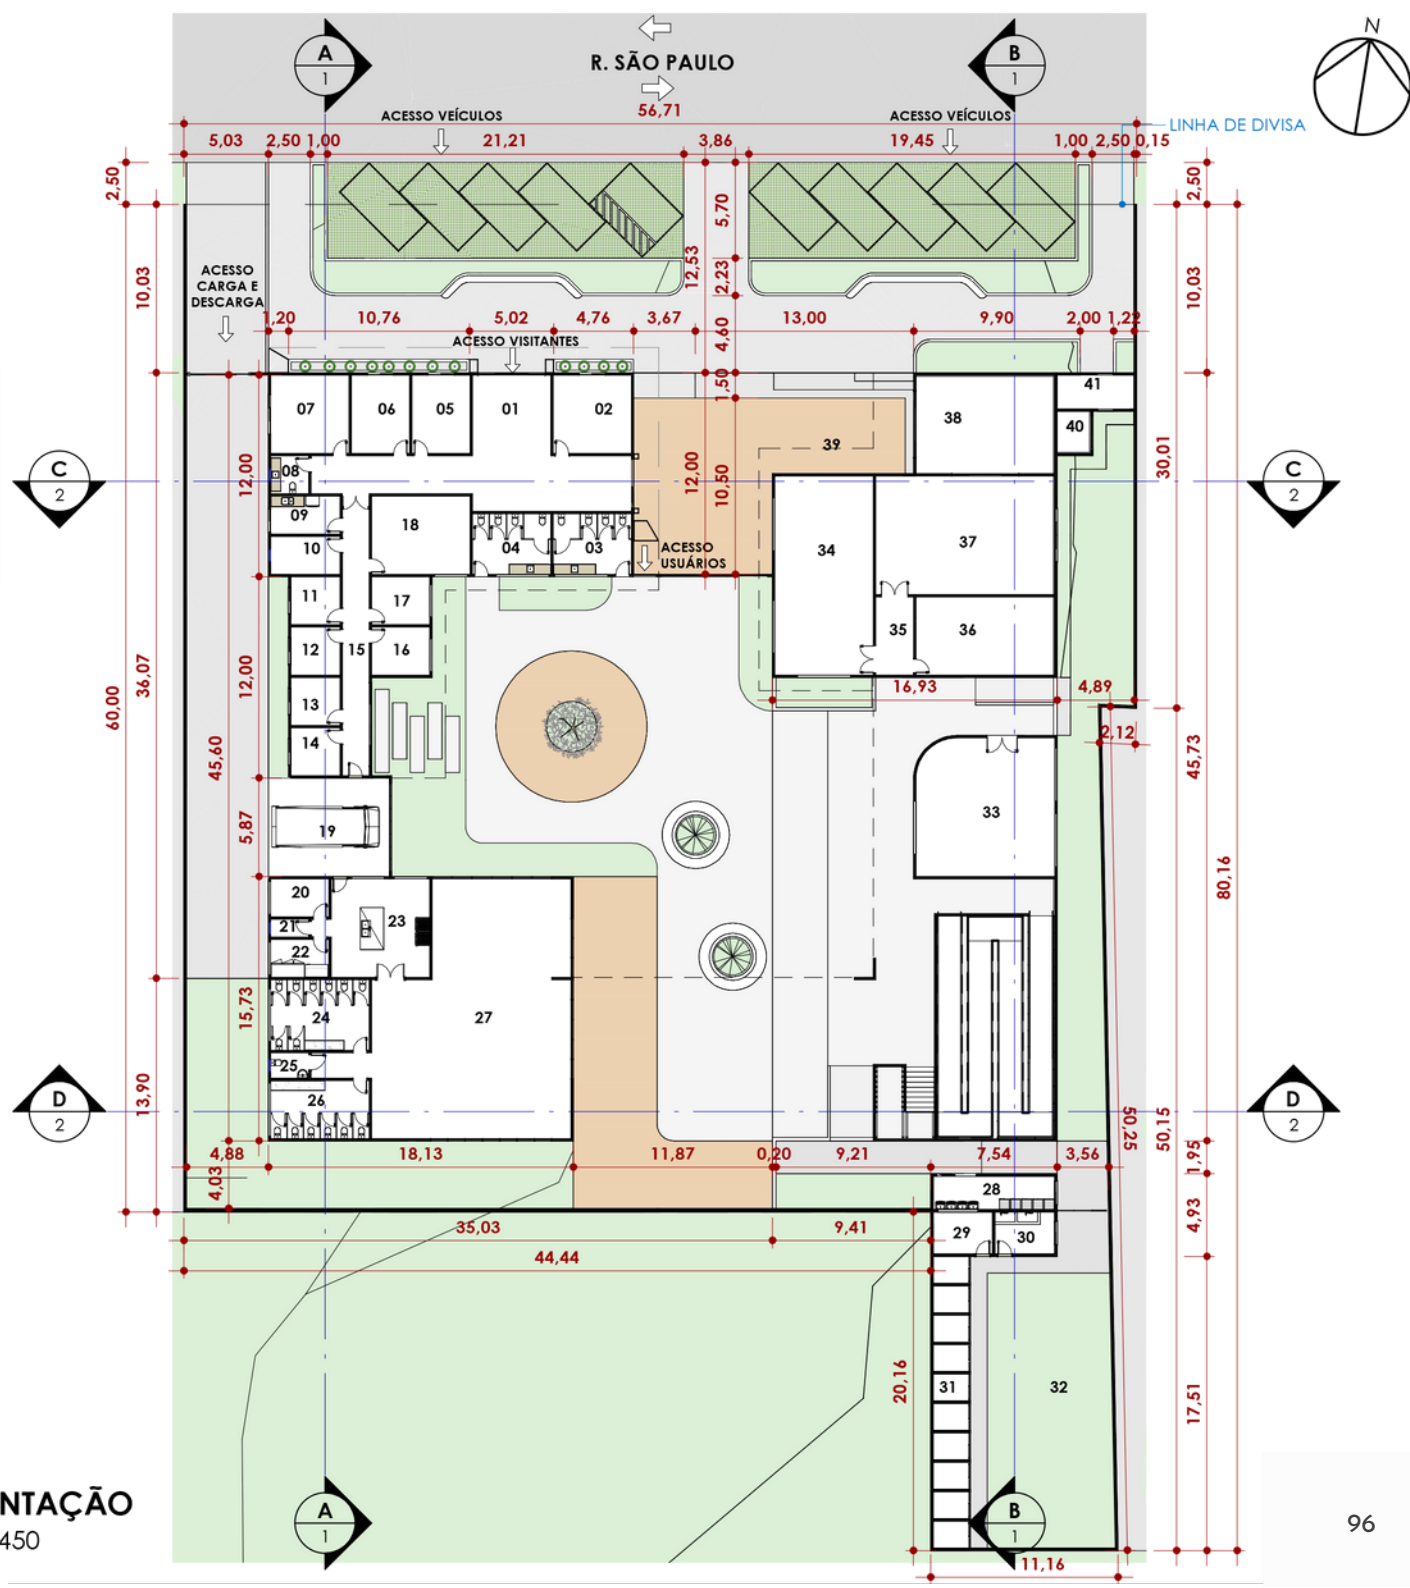 A
1
R. SÃO PAULO
B
1
N
ACESSO VEÍCULOS
56,71
ACESSO VEÍCULOS
LINHA DE DIVISA
5,03 2,50 1,00 21,21 3,86 19,45 1,00 2,50 0,15
2,50
5,70
2,50
10,03
ACESSO
CARGA E
DESCARGA
12,53
2,23
10,03
1,20 10,76 5,02 4,76 3,67 4,60 13,00 9,90 2,00 1,22
ACESSO VISITANTES
1,50
07 06 05 01 02 38 41
40
39
C
2
12,00
08
12,00
10,50
30,01
C
2
09
18
10
04 03
ACESSO
USUÁRIOS
34 37
11 17
12 15 16
35 36
36,07
60,00
12,00
13
16,93 4,89
14
2,12
45,60
45,73
5,87
19
33
80,16
20
21
22
23
24
27
15,73
25
26
13,90
D
2
D
2
50,25
50,15
4,88 18,13 11,87 0,20 9,21 7,54 3,56
1,95
4,03
28
35,03 9,41
29 30
4,93
44,44
20,16
31 32
17,51
NTAÇÃO
450
A
1
B
1
96
11,16